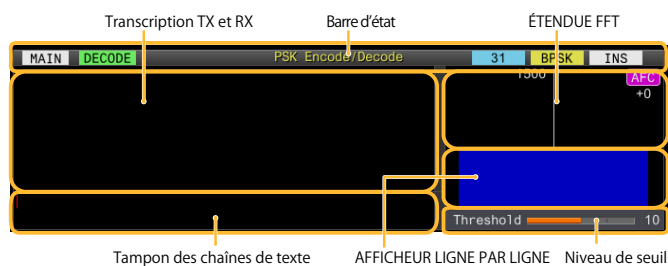 Transcription TX et RX
Barre d'état
ÉTENDUE FFT
MAIN DECODE PSK Encode/Decode 31 BPSK INS
1500
AFC
+0
Threshold 10
Tampon des chaînes de texte
AFFICHEUR LIGNE PAR LIGNE
Niveau de seuil